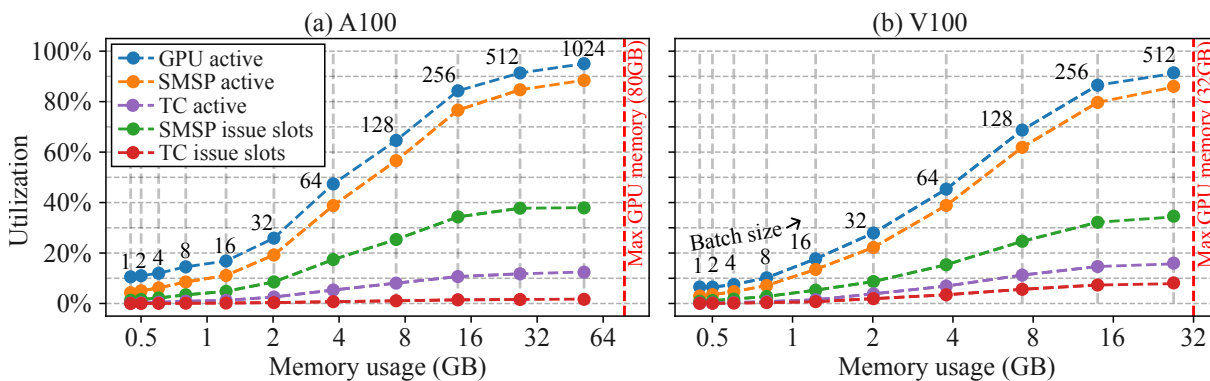 (a) A100
(b) V100
Utilization
100%
80%
60%
40%
20%
0%
GPU active
SMSP active
TC active
SMSP issue slots
TC issue slots
1 2 4 8 16 32 64 128 256 512 1024
Max GPU memory (80GB)
0.5 1 2 4 8 16 32 64
Memory usage (GB)
Batch size →
1 2 4 8 16 32 64 128 256 512
Max GPU memory (32GB)
0.5 1 2 4 8 16 32
Memory usage (GB)